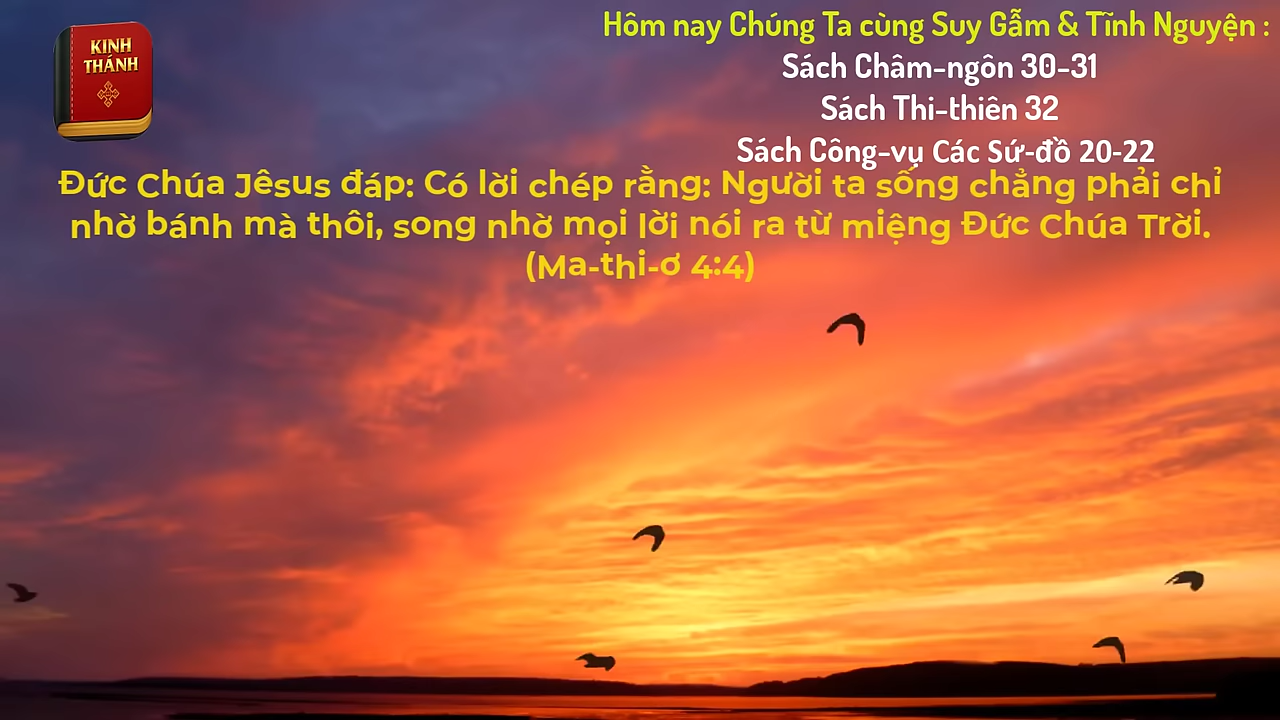 KINH
THÁNH
Hôm nay Chúng Ta cùng Suy Gẫm & Tĩnh Nguyện :
Sách Châm-ngôn 30-31
Sách Thi-thiên 32
Sách Công-vụ Các Sứ-đồ 20-22
Đức Chúa Jêsus đáp: Có lời chép rằng: Người ta sống chẳng phải chỉ
nhờ bánh mà thôi, song nhờ mọi lời nói ra từ miệng Đức Chúa Trời.
(Ma-thi-ơ 4:4)